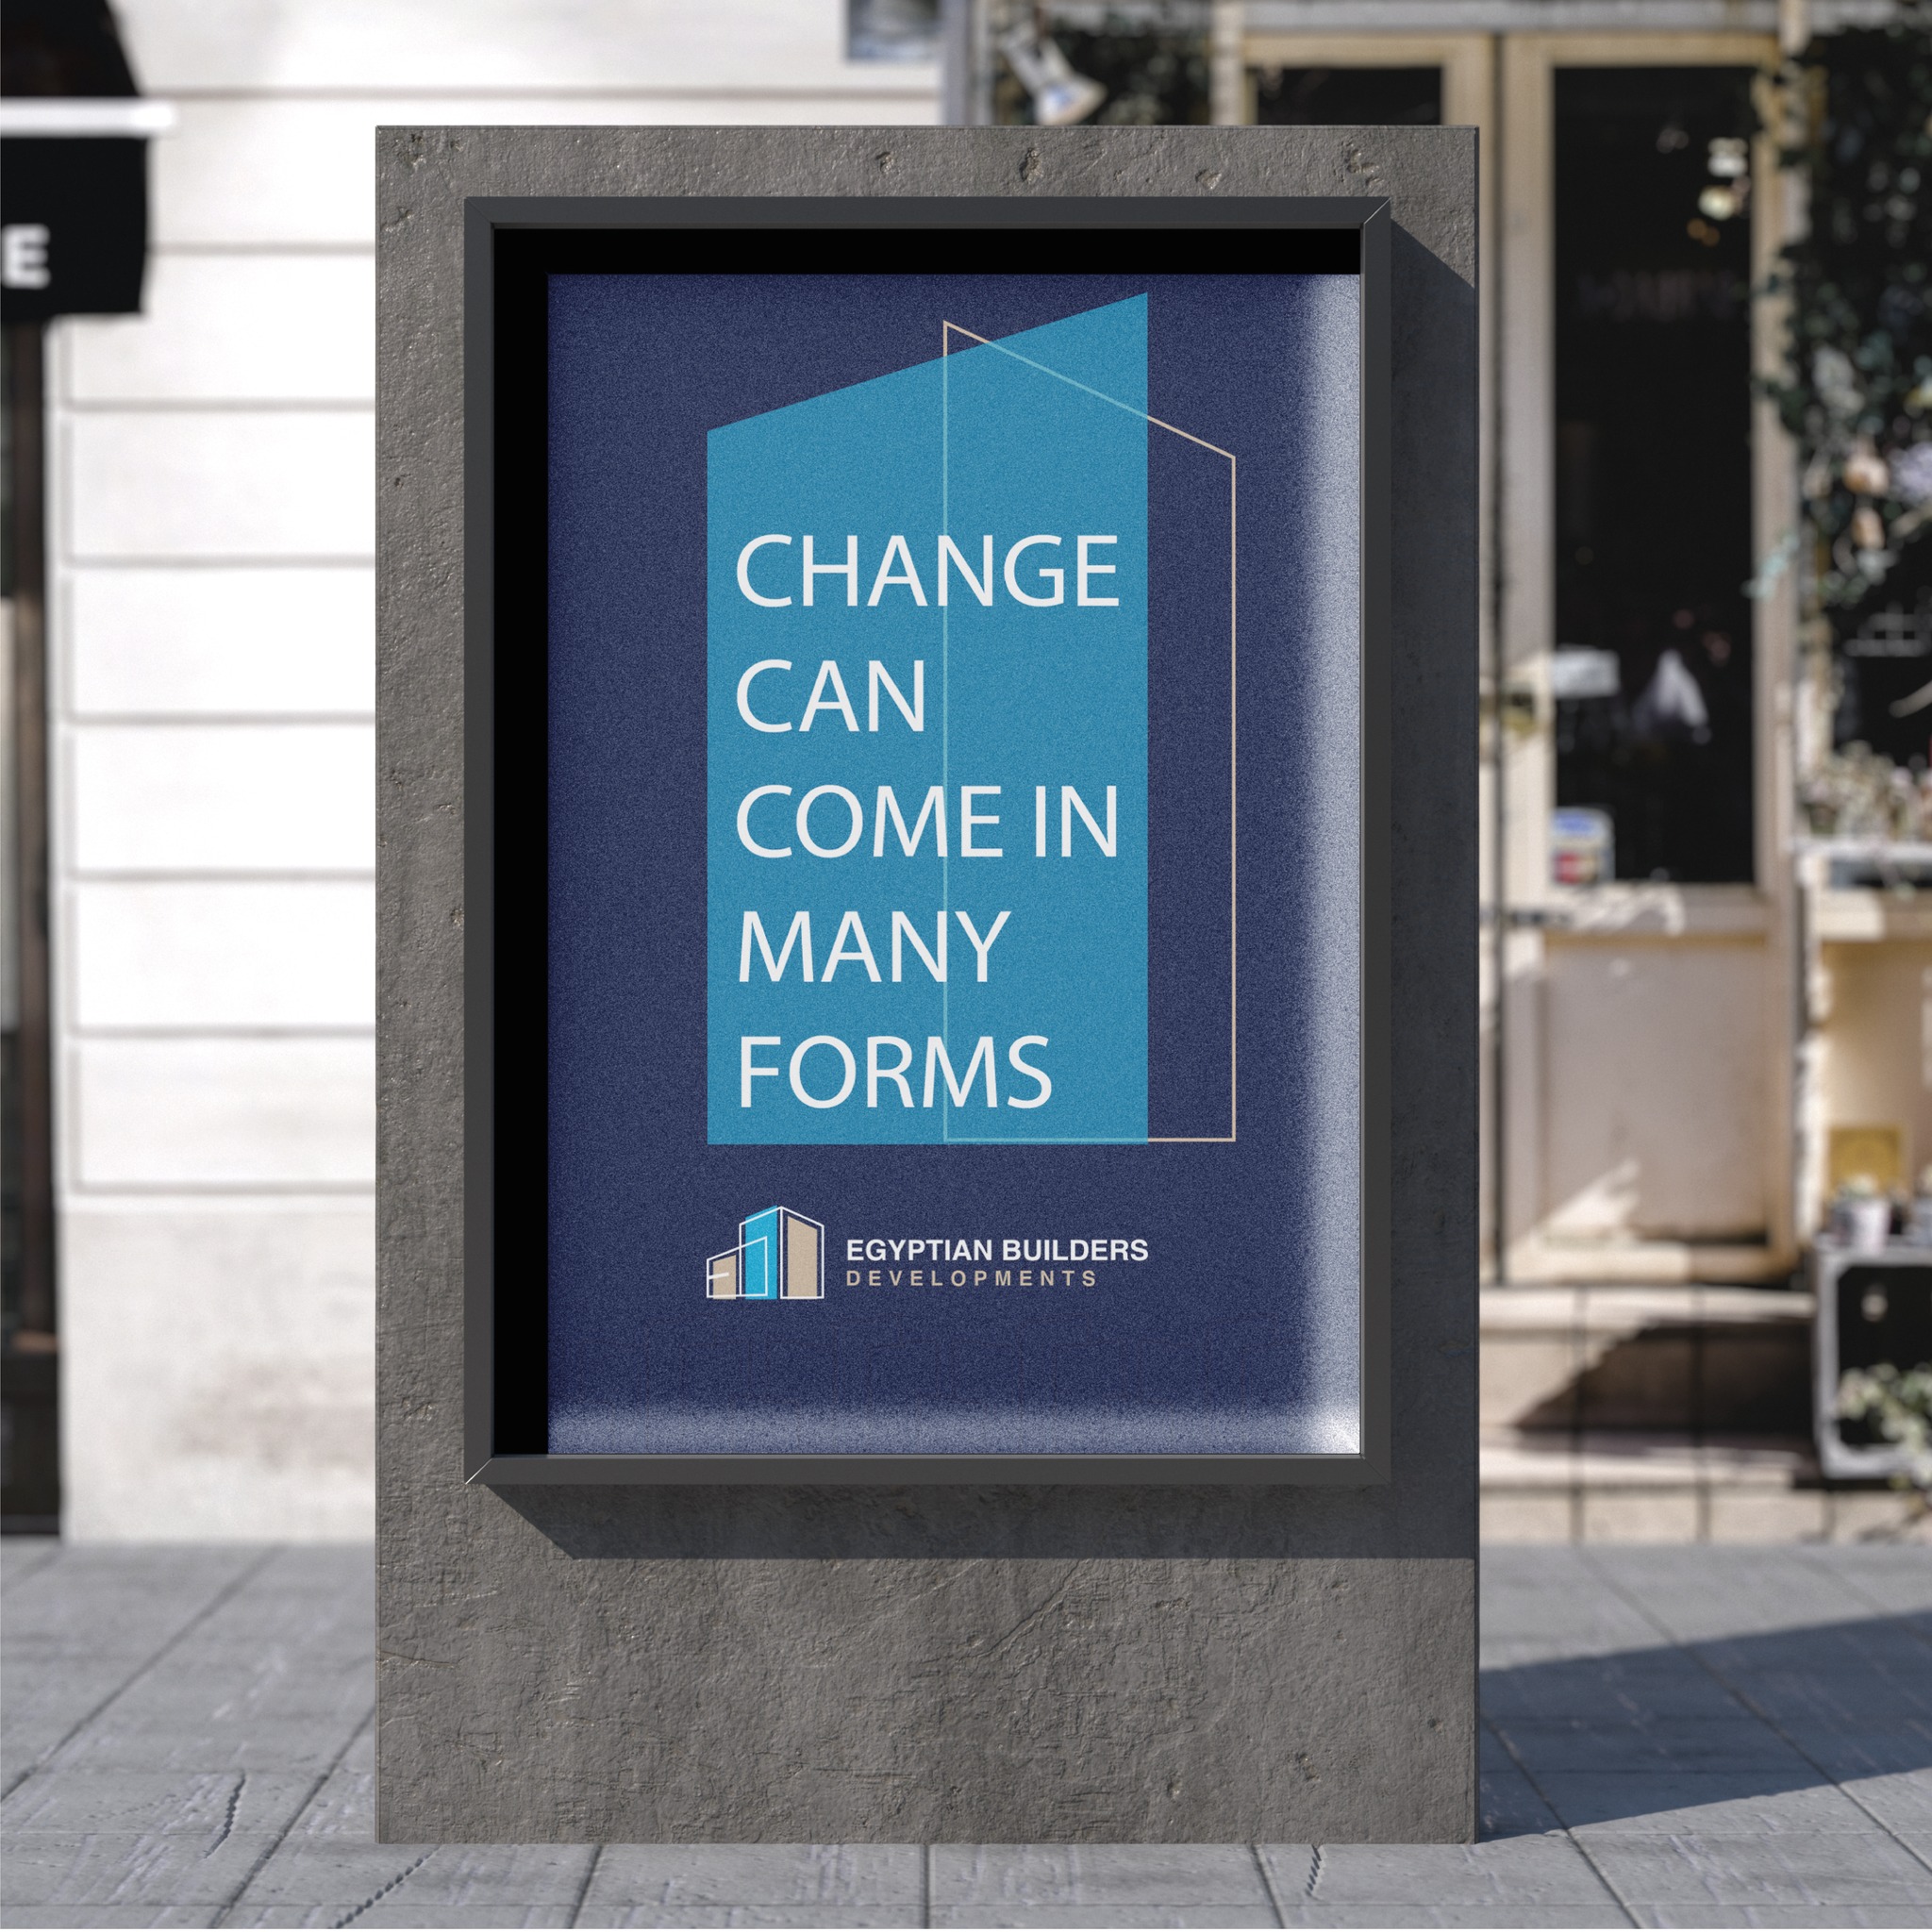 E
CHANGE
CAN
COME IN
MANY
FORMS
EGYPTIAN BUILDERS
DEVELOPMENTS